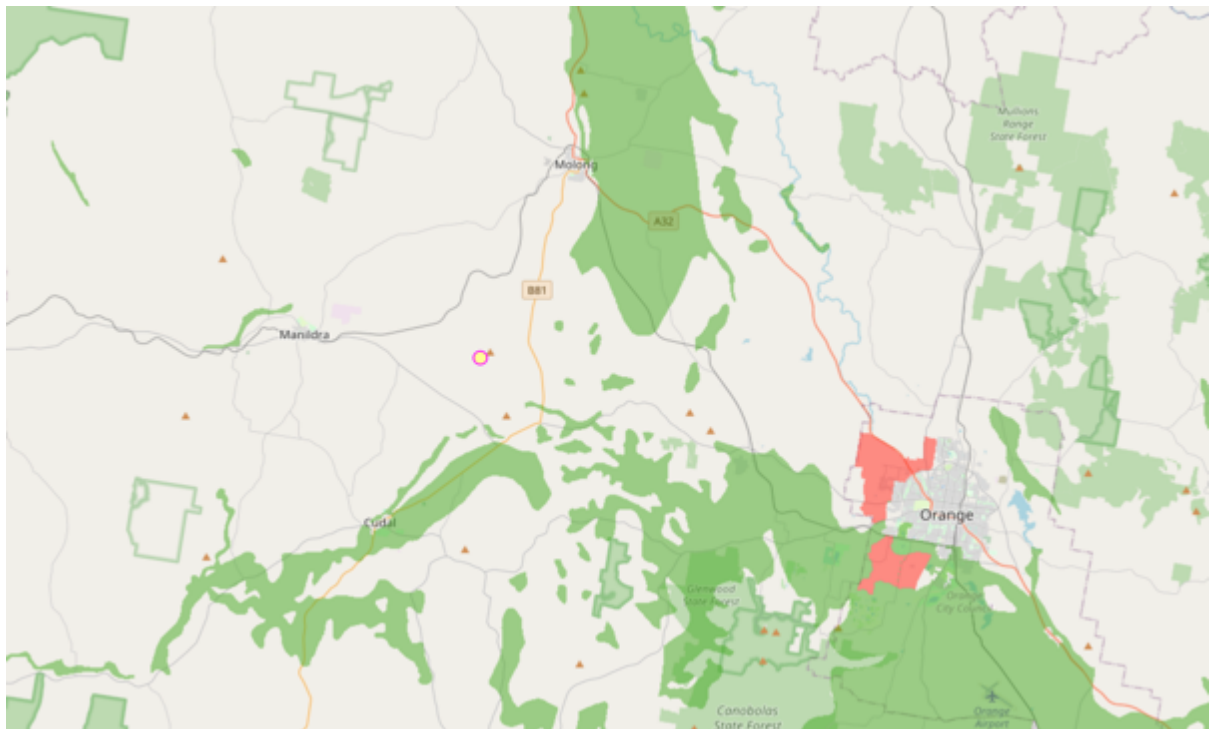 Mullions
Range
State Forest
Molong
A32
B81
Manildra
Cudal
Orange
Glenwood
State Forest
Orange
City Council
Canobolas
State Forest
Orange
Airport